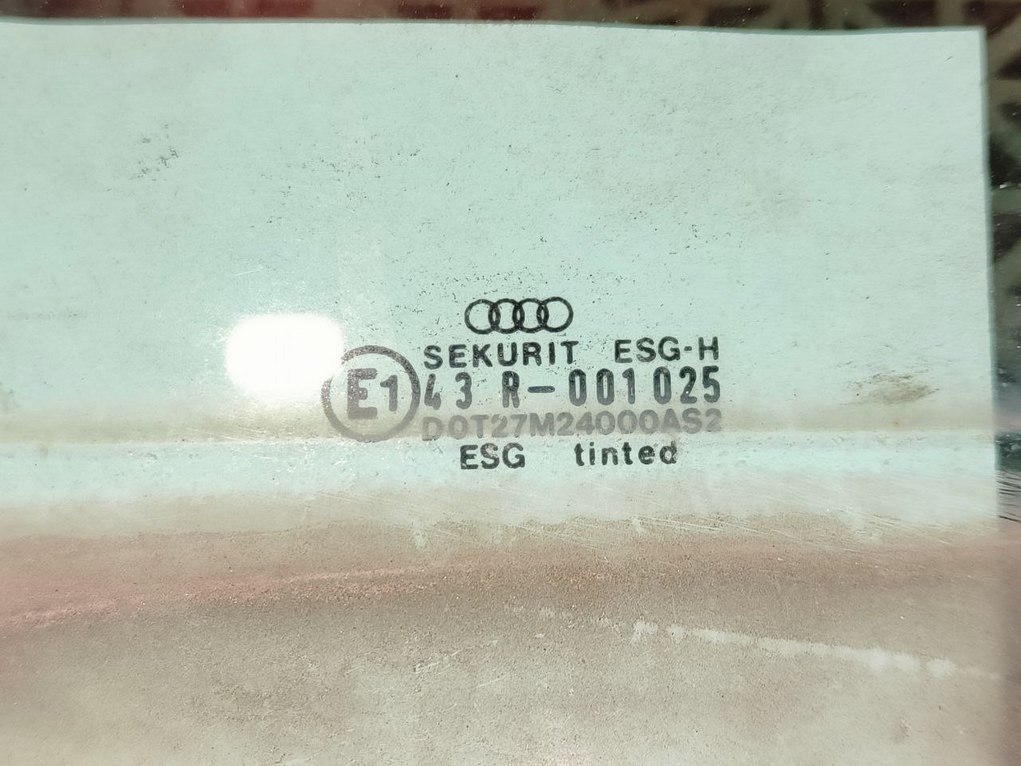 SEKURIT ESG-H
E1 43 R-001025
DOT27M24000AS2
ESG tinted